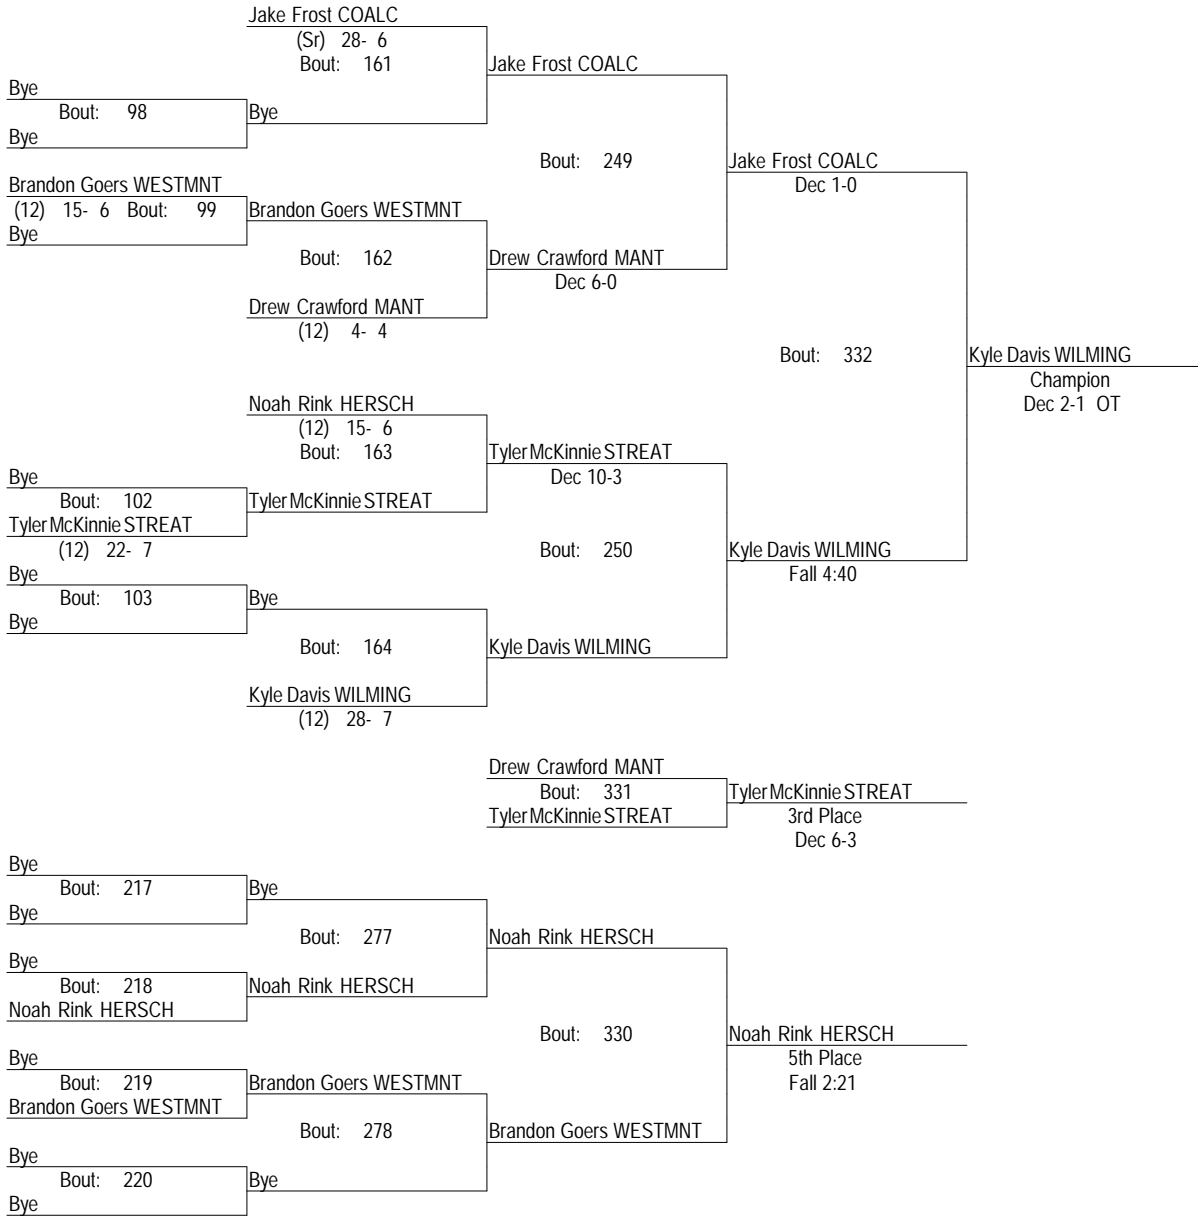 Jake Frost COALC
(Sr) 28- 6
Bout: 161
Jake Frost COALC
Bye
Bout: 98
Bye
Bye
Bout: 249
Jake Frost COALC
Dec 1-0
Brandon Goers WESTMNT
(12) 15- 6 Bout: 99
Brandon Goers WESTMNT
Bye
Bout: 162
Drew Crawford MANT
Dec 6-0
Drew Crawford MANT
(12) 4- 4
Bout: 332
Kyle Davis WILMING
Champion
Dec 2-1 OT
Noah Rink HERSCH
(12) 15- 6
Bout: 163
Tyler McKinnie STREAT
Dec 10-3
Bye
Bout: 102
Tyler McKinnie STREAT
Tyler McKinnie STREAT
(12) 22- 7
Bout: 250
Kyle Davis WILMING
Fall 4:40
Bye
Bout: 103
Bye
Bye
Bout: 164
Kyle Davis WILMING
Kyle Davis WILMING
(12) 28- 7
Drew Crawford MANT
Bout: 331
Tyler McKinnie STREAT
Tyler McKinnie STREAT
3rd Place
Dec 6-3
Bye
Bout: 217
Bye
Bye
Bout: 277
Noah Rink HERSCH
Bye
Bout: 218
Noah Rink HERSCH
Noah Rink HERSCH
Bout: 330
Noah Rink HERSCH
5th Place
Fall 2:21
Bye
Bout: 219
Brandon Goers WESTMNT
Brandon Goers WESTMNT
Bout: 278
Brandon Goers WESTMNT
Bye
Bout: 220
Bye
Bye